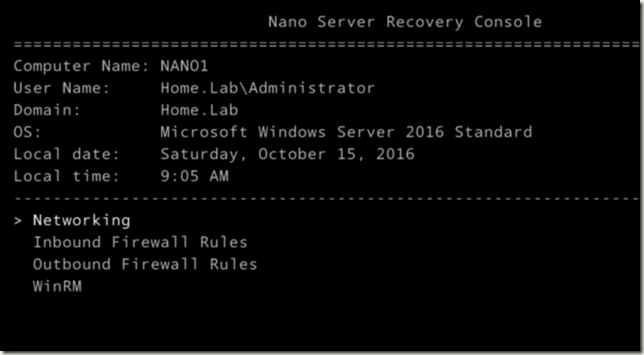 Nano Server Recovery Console
================================================================
Computer Name: NANO1
User Name: Home.Lab\Administrator
Domain: Home.Lab
OS: Microsoft Windows Server 2016 Standard
Local date: Saturday, October 15, 2016
Local time: 9:05 AM
----------------------------------------------------------------
> Networking
Inbound Firewall Rules
Outbound Firewall Rules
WinRM